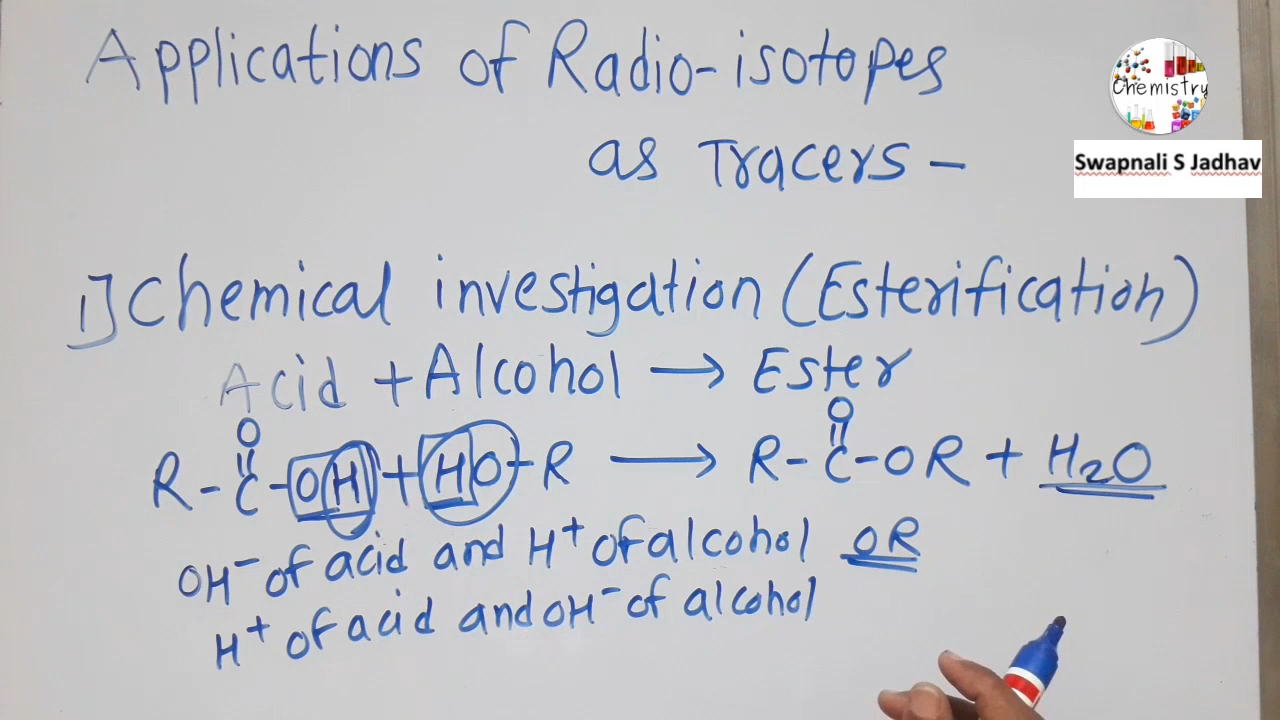 Applications of Radio-isotopes
as Tracers –
Chemistry
Swapnali S Jadhav
1] Chemical investigation (Esterification)
Acid + Alcohol → Ester
O O
|| ||
R-C-OH + HO-R → R-C-OR + H₂O
OH⁻ of acid and H⁺ of alcohol OR
H⁺ of acid and OH⁻ of alcohol